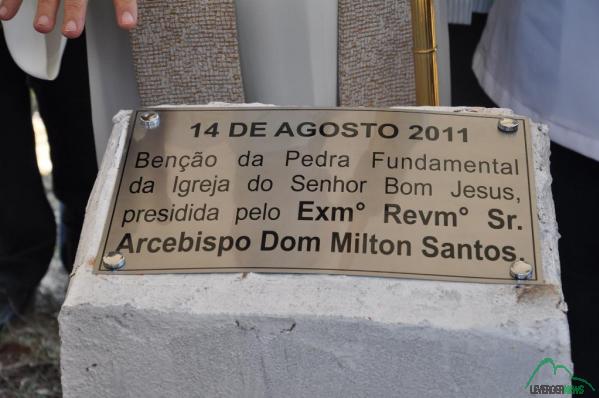 14 DE AGOSTO 2011
Benção da Pedra Fundamental
da Igreja do Senhor Bom Jesus,
presidida pelo Exm° Revm° Sr.
Arcebispo Dom Milton Santos.
LEVERGERNEWS